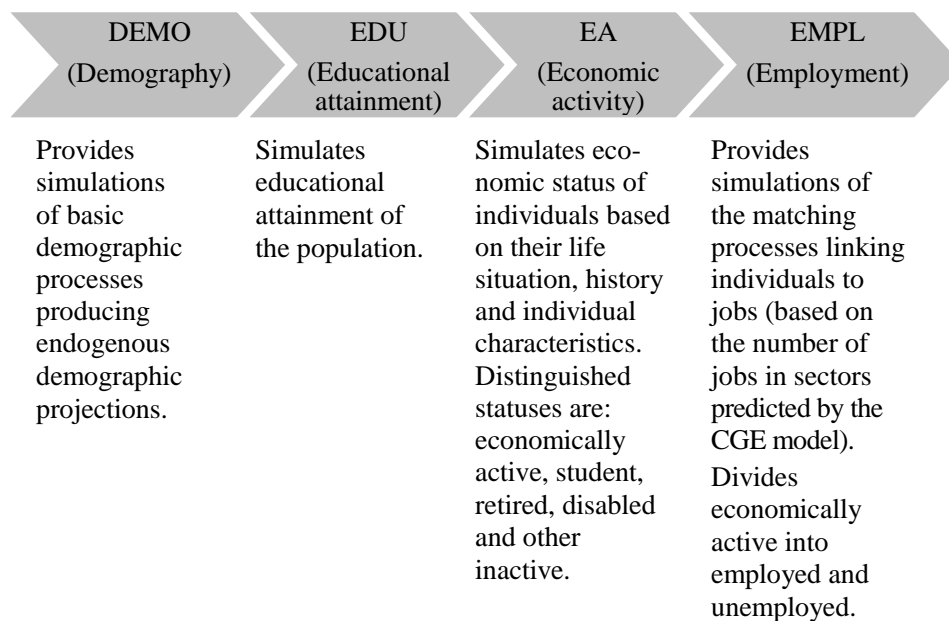 DEMO
(Demography)
EDU
(Educational
attainment)
EA
(Economic
activity)
EMPL
(Employment)
Provides
simulations
of basic
demographic
processes
producing
endogenous
demographic
projections.
Simulates
educational
attainment of
the population.
Simulates eco-
nomic status of
individuals based
on their life
situation, history
and individual
characteristics.
Distinguished
statuses are:
economically
active, student,
retired, disabled
and other
inactive.
Provides
simulations of
the matching
processes linking
individuals to
jobs (based on
the number of
jobs in sectors
predicted by the
CGE model).
Divides
economically
active into
employed and
unemployed.